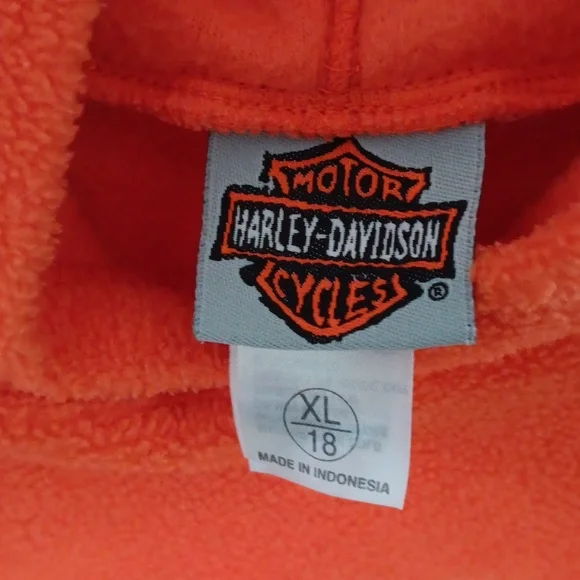 MOTOR
HARLEY-DAVIDSON
CYCLES
®
XL
18
MADE IN INDONESIA